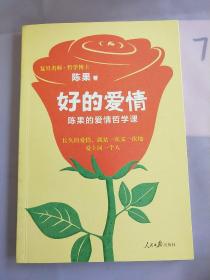 复旦名师·哲学博士
陈果 著
好的爱情
陈果的爱情哲学课
长久的爱情，就是一次又一次地
爱上同一个人
人民日报出版社
7